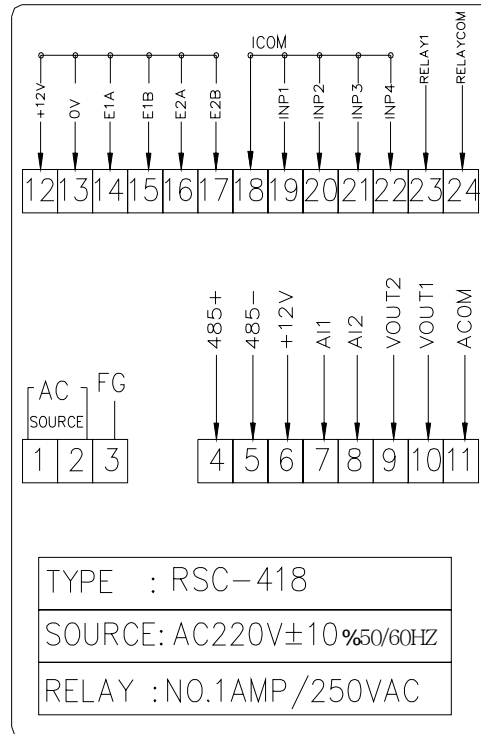 ICOM
+12V 0V E1A E1B E2A E2B INP1 INP2 INP3 INP4 RELAY1 RELAYCOM
12 13 14 15 16 17 18 19 20 21 22 23 24
485+ 485- +12V AI1 AI2 VOUT2 VOUT1 ACOM
AC FG
SOURCE
1 2 3 4 5 6 7 8 9 10 11
TYPE : RSC-418
SOURCE: AC220V±10%50/60HZ
RELAY :NO.1AMP/250VAC